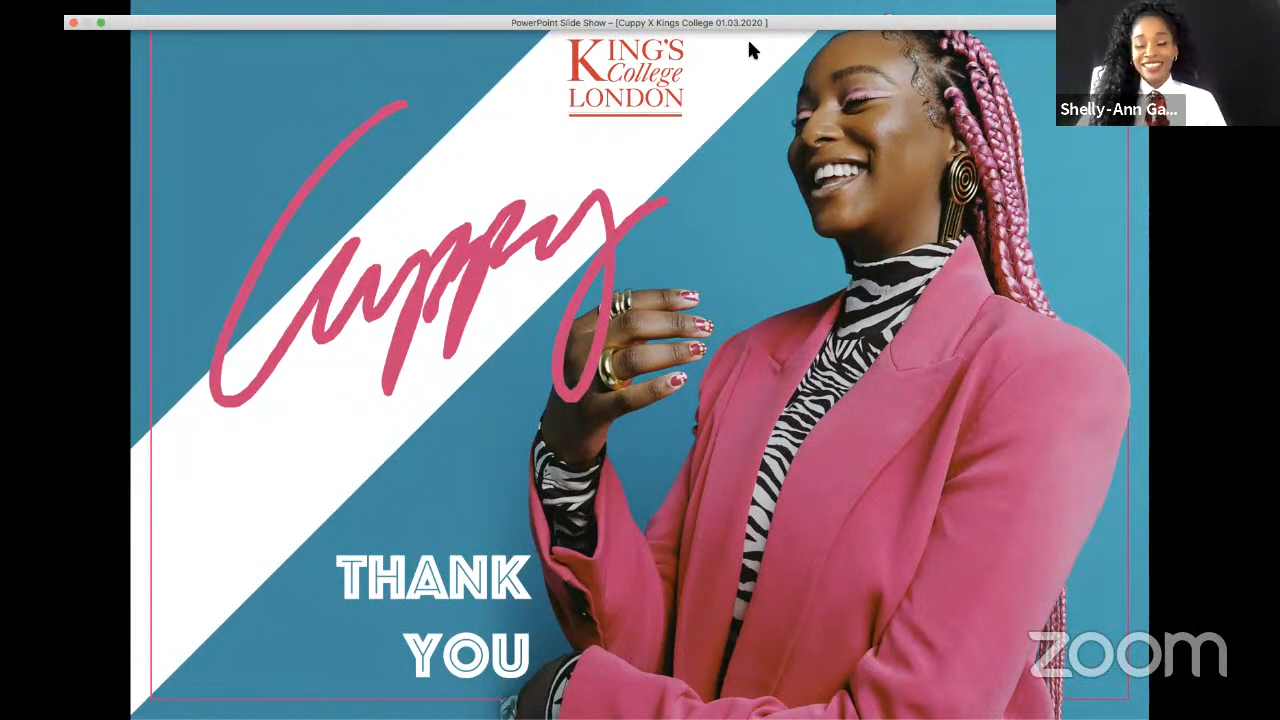 PowerPoint Slide Show – [Cuppy X Kings College 01.03.2020 ]
KING'S
College
LONDON
Shelly-Ann Ga...
Cuppy
THANK
YOU
zoom